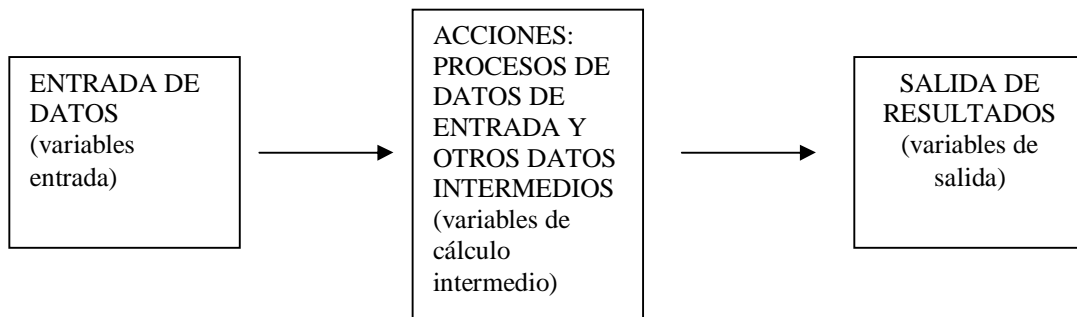 ENTRADA DE
DATOS
(variables
entrada)
ACCIONES:
PROCESOS DE
DATOS DE
ENTRADA Y
OTROS DATOS
INTERMEDIOS
(variables de
cálculo
intermedio)
SALIDA DE
RESULTADOS
(variables de
salida)